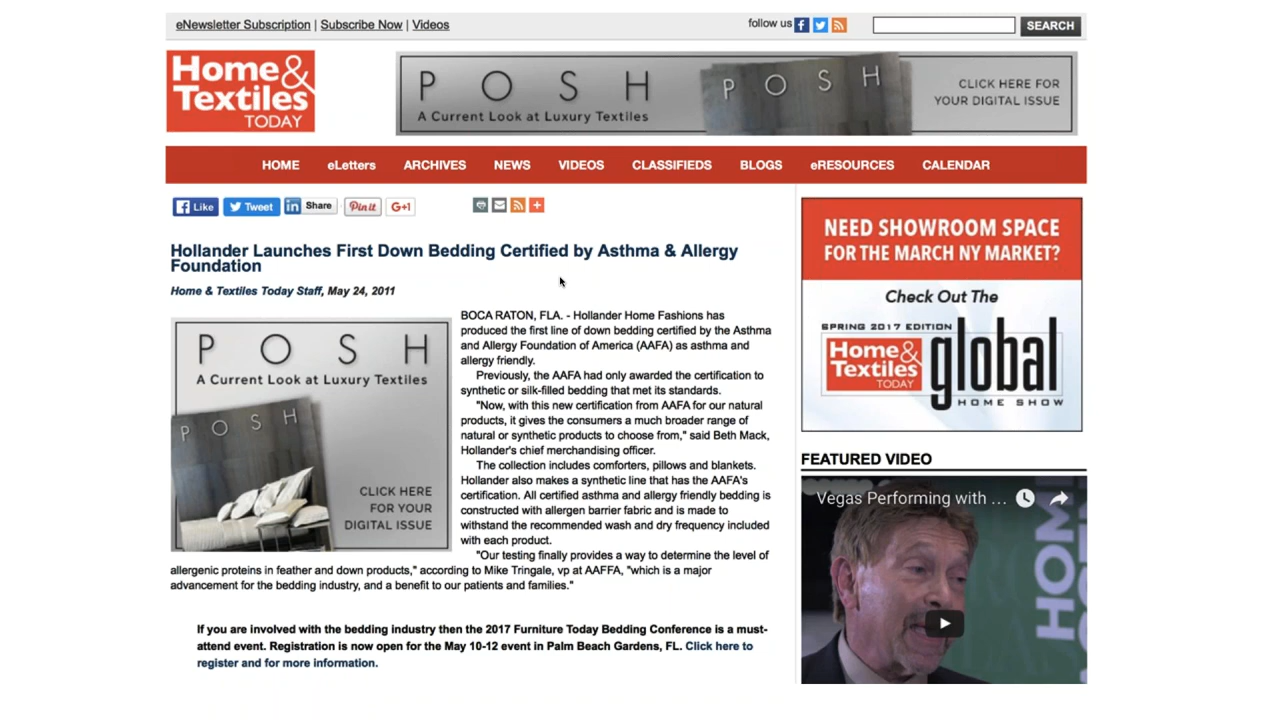 eNewsletter Subscription | Subscribe Now | Videos
follow us
SEARCH
Home&
Textiles
TODAY
POSH
A Current Look at Luxury Textiles
POSH
CLICK HERE FOR
YOUR DIGITAL ISSUE
HOME eLetters ARCHIVES NEWS VIDEOS CLASSIFIEDS BLOGS eRESOURCES CALENDAR
Like
Tweet
in Share
Pin it
G+1
Hollander Launches First Down Bedding Certified by Asthma & Allergy
Foundation
Home & Textiles Today Staff, May 24, 2011
POSH
A Current Look at Luxury Textiles
POSH
CLICK HERE
FOR YOUR
DIGITAL ISSUE
BOCA RATON, FLA. - Hollander Home Fashions has
produced the first line of down bedding certified by the Asthma
and Allergy Foundation of America (AAFA) as asthma and
allergy friendly.
Previously, the AAFA had only awarded the certification to
synthetic or silk-filled bedding that met its standards.
"Now, with this new certification from AAFA for our natural
products, it gives the consumers a much broader range of
natural or synthetic products to choose from," said Beth Mack,
Hollander's chief merchandising officer.
The collection includes comforters, pillows and blankets.
Hollander also makes a synthetic line that has the AAFA's
certification. All certified asthma and allergy friendly bedding is
constructed with allergen barrier fabric and is made to
withstand the recommended wash and dry frequency included
with each product.
"Our testing finally provides a way to determine the level of
allergenic proteins in feather and down products," according to Mike Tringale, vp at AAFFA, "which is a major
advancement for the bedding industry, and a benefit to our patients and families."
If you are involved with the bedding industry then the 2017 Furniture Today Bedding Conference is a must-
attend event. Registration is now open for the May 10-12 event in Palm Beach Gardens, FL. Click here to
register and for more information.
NEED SHOWROOM SPACE
FOR THE MARCH NY MARKET?
Check Out The
SPRING 2017 EDITION
Home&
Textiles
TODAY
global
HOME SHOW
FEATURED VIDEO
Vegas Performing with ...
HOM